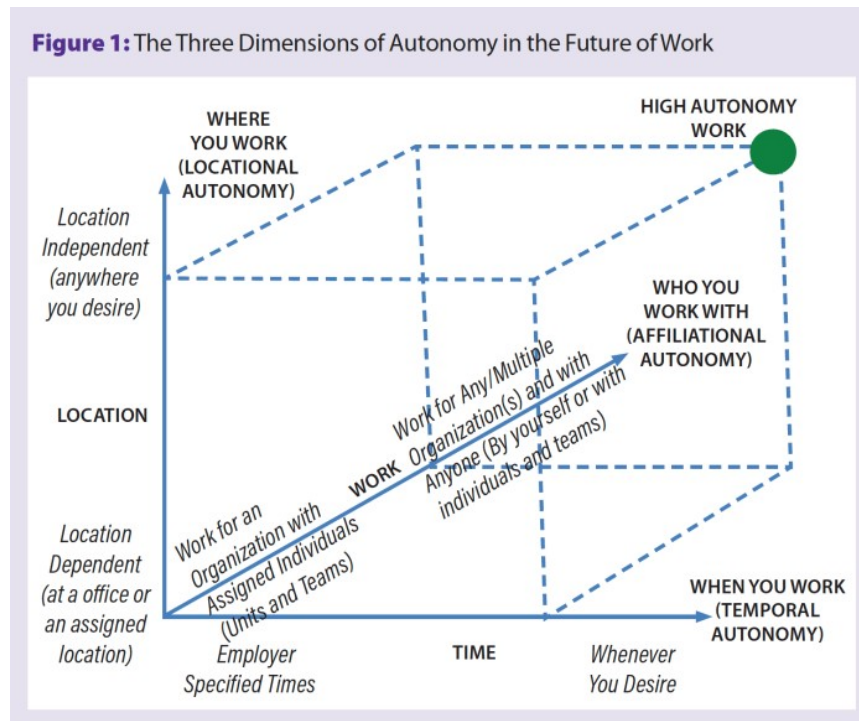 Figure 1: The Three Dimensions of Autonomy in the Future of Work
WHERE
YOU WORK
(LOCATIONAL
AUTONOMY)
HIGH AUTONOMY
WORK
Location
Independent
(anywhere
you desire)
WHO YOU
WORK WITH
(AFFILIATIONAL
AUTONOMY)
Work for Any/Multiple
Organization(s) and with
Anyone (By yourself or with
individuals and teams)
LOCATION
WORK
Work for an
Organization with
Assigned Individuals
(Units and Teams)
Location
Dependent
(at a office or
an assigned
location)
WHEN YOU WORK
(TEMPORAL
AUTONOMY)
Employer
Specified Times
TIME
Whenever
You Desire